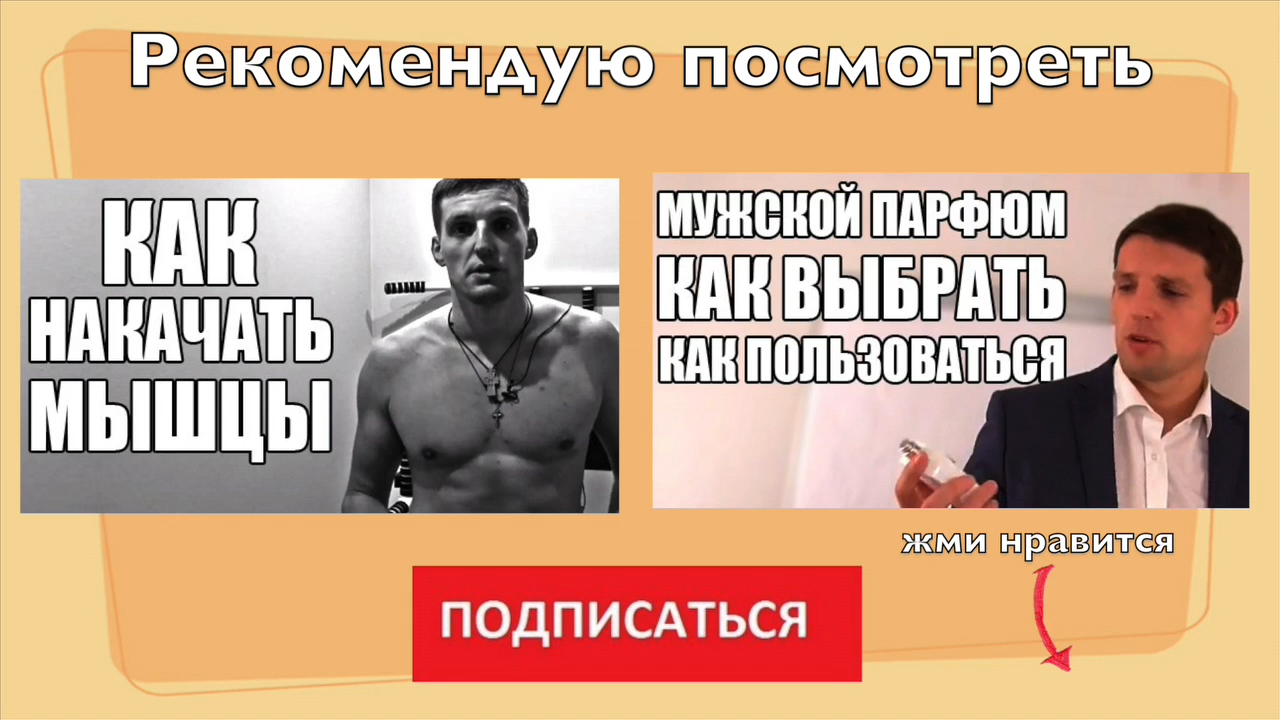 Рекомендую посмотреть
КАК
НАКАЧАТЬ
МЫШЦЫ
МУЖСКОЙ ПАРФЮМ
КАК ВЫБРАТЬ
КАК ПОЛЬЗОВАТЬСЯ
жми нравится
ПОДПИСАТЬСЯ